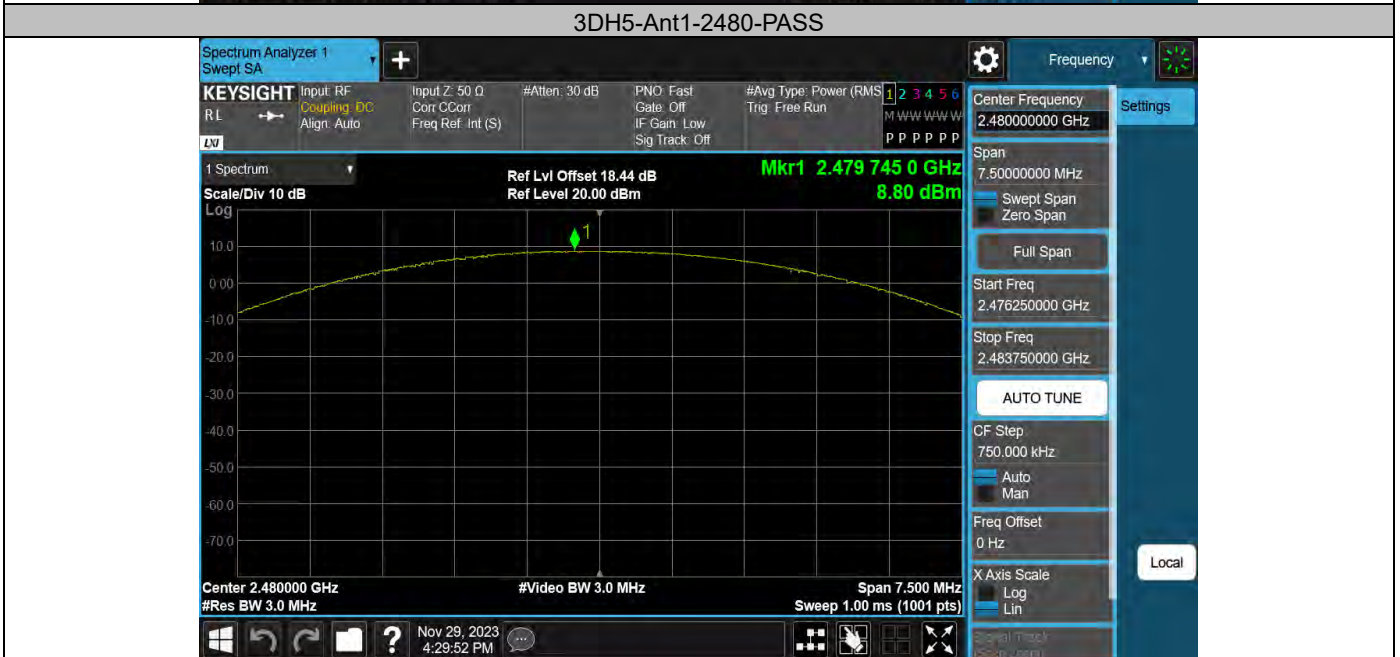 3DH5-Ant1-2480-PASS
Spectrum Analyzer 1
Swept SA
Frequency
KEYSIGHT
RL
LXI
Input: RF
Coupling: DC
Align: Auto
Input Z: 50 Ω
Corr CCorr
Freq Ref: Int (S)
#Atten: 30 dB
PNO: Fast
Gate: Off
IF Gain: Low
Sig Track: Off
#Avg Type: Power (RMS
Trig: Free Run
1 2 3 4 5 6
M W W W W W
P P P P P P
Center Frequency
2.480000000 GHz
Settings
1 Spectrum
Scale/Div 10 dB
Ref Lvl Offset 18.44 dB
Ref Level 20.00 dBm
Mkr1 2.479 745 0 GHz
8.80 dBm
Span
7.50000000 MHz
Swept Span
Zero Span
Full Span
Start Freq
2.476250000 GHz
Stop Freq
2.483750000 GHz
AUTO TUNE
CF Step
750.000 kHz
Auto
Man
Freq Offset
0 Hz
X Axis Scale
Log
Lin
Local
Log
1
10.0
0.00
-10.0
-20.0
-30.0
-40.0
-50.0
-60.0
-70.0
Center 2.480000 GHz
#Video BW 3.0 MHz
Span 7.500 MHz
#Res BW 3.0 MHz
Sweep 1.00 ms (1001 pts)
?
Nov 29, 2023
4:29:52 PM